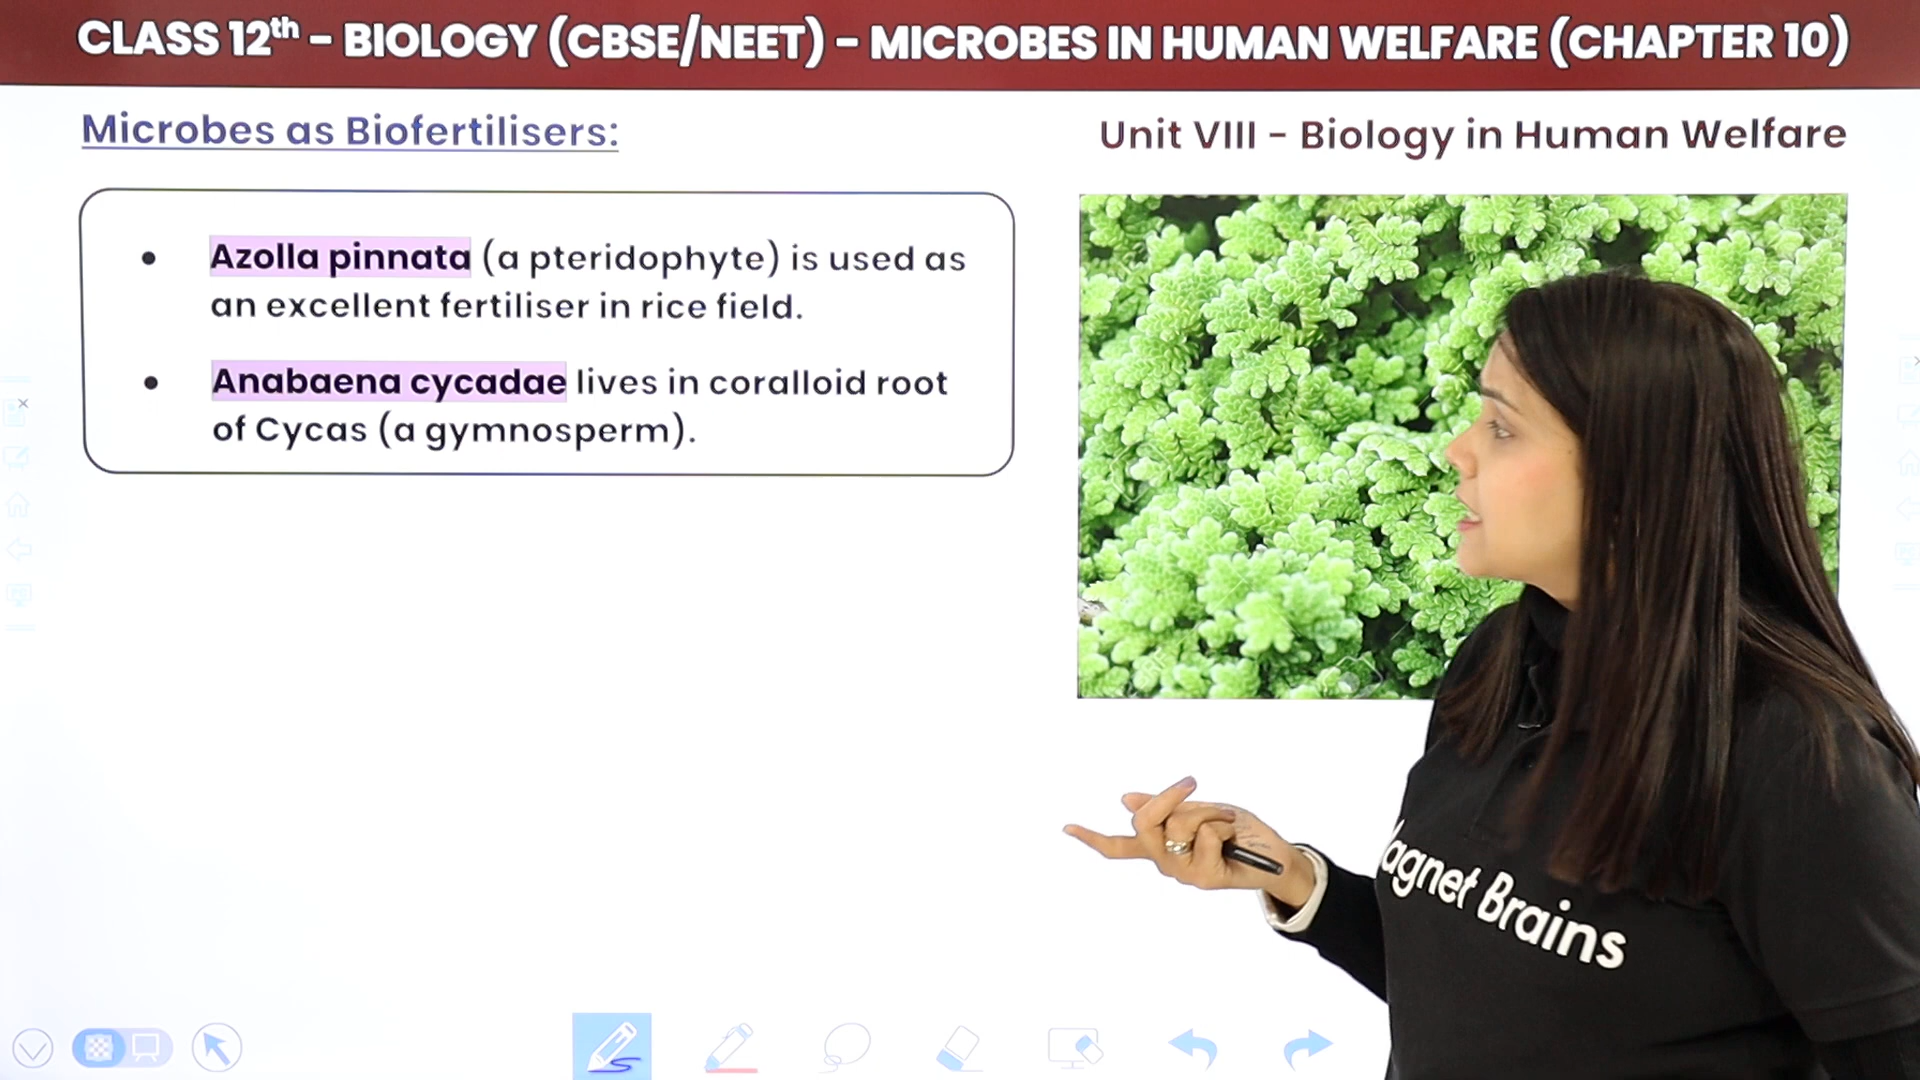 CLASS 12th - BIOLOGY (CBSE/NEET) - MICROBES IN HUMAN WELFARE (CHAPTER 10)
Microbes as Biofertilisers:
Unit VIII - Biology in Human Welfare
• Azolla pinnata (a pteridophyte) is used as
an excellent fertiliser in rice field.
• Anabaena cycadae lives in coralloid root
of Cycas (a gymnosperm).
agnet Brains